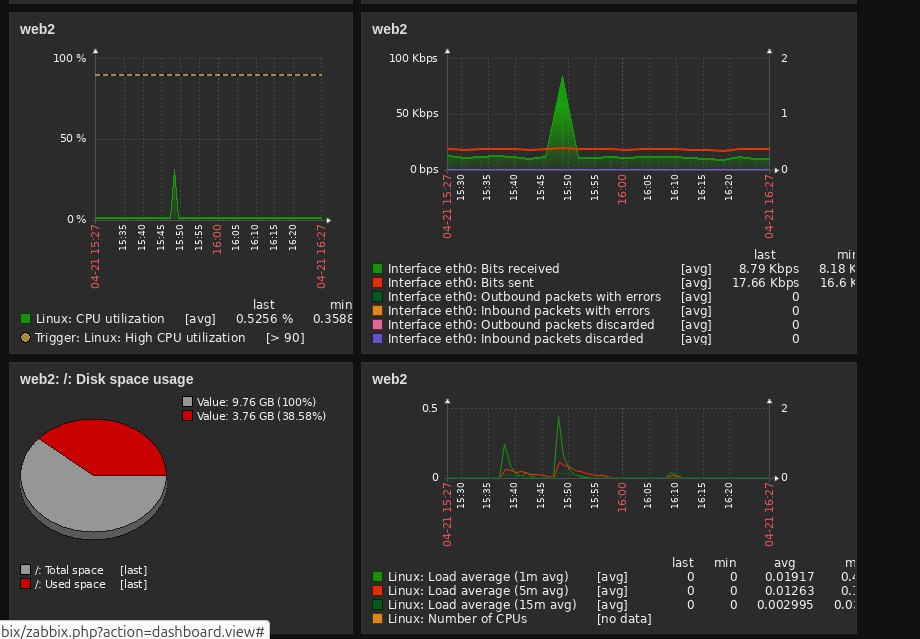 web2
100 %
50 %
0 %
04-21 15:27
15:35
15:40
15:45
15:50
15:55
16:00
16:05
16:10
16:15
16:20
04-21 16:27
last min
Linux: CPU utilization [avg] 0.5256 % 0.3588
Trigger: Linux: High CPU utilization [> 90]
web2
100 Kbps 2
50 Kbps 1
0 bps 0
04-21 15:27
15:30
15:35
15:40
15:45
15:50
15:55
16:00
16:05
16:10
16:15
16:20
04-21 16:27
last min
Interface eth0: Bits received [avg] 8.79 Kbps 8.18 K
Interface eth0: Bits sent [avg] 17.66 Kbps 16.6 K
Interface eth0: Outbound packets with errors [avg] 0
Interface eth0: Inbound packets with errors [avg] 0
Interface eth0: Outbound packets discarded [avg] 0
Interface eth0: Inbound packets discarded [avg] 0
web2: /: Disk space usage
Value: 9.76 GB (100%)
Value: 3.76 GB (38.58%)
/: Total space [last]
/: Used space [last]
web2
0.5 2
0 0
04-21 15:27
15:30
15:35
15:40
15:45
15:50
15:55
16:00
16:05
16:10
16:15
16:20
04-21 16:27
last min avg m
Linux: Load average (1m avg) [avg] 0 0 0.01917 0.4
Linux: Load average (5m avg) [avg] 0 0 0.01263 0.1
Linux: Load average (15m avg) [avg] 0 0 0.002995 0.0
Linux: Number of CPUs [no data]
bix/zabbix.php?action=dashboard.view#